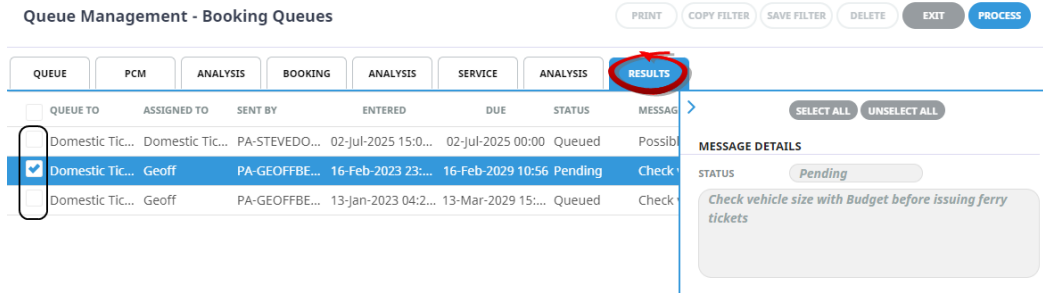 Queue Management - Booking Queues
PRINT COPY FILTER SAVE FILTER DELETE EXIT PROCESS
QUEUE PCM ANALYSIS BOOKING ANALYSIS SERVICE ANALYSIS RESULTS
QUEUE TO ASSIGNED TO SENT BY ENTERED DUE STATUS MESSAG
SELECT ALL UNSELECT ALL
Domestic Tic... Domestic Tic... PA-STEVEDO... 02-Jul-2025 15:0... 02-Jul-2025 00:00 Queued Possibl
Domestic Tic... Geoff PA-GEOFFBE... 16-Feb-2023 23:... 16-Feb-2029 10:56 Pending Check
Domestic Tic... Geoff PA-GEOFFBE... 13-Jan-2023 04:2... 13-Mar-2029 15:... Queued Check
MESSAGE DETAILS
STATUS Pending
Check vehicle size with Budget before issuing ferry
tickets